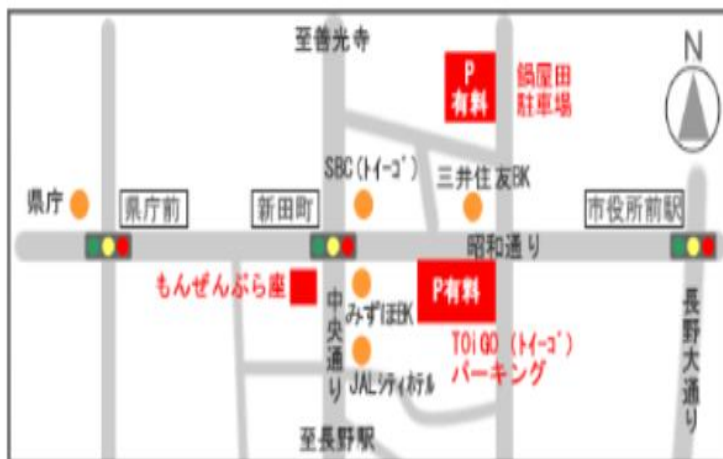 至善光寺
N
P
有料
鍋屋田
駐車場
SBC(ﾄｲｰｺﾞ)
三井住友BK
県庁
県庁前
新田町
市役所前駅
昭和通り
もんぜんぷら座
中央通り
みずほBK
P有料
TOiGO (ﾄｲｰｺﾞ)
パーキング
JALｼﾃｨﾎﾃﾙ
長野大通り
至長野駅